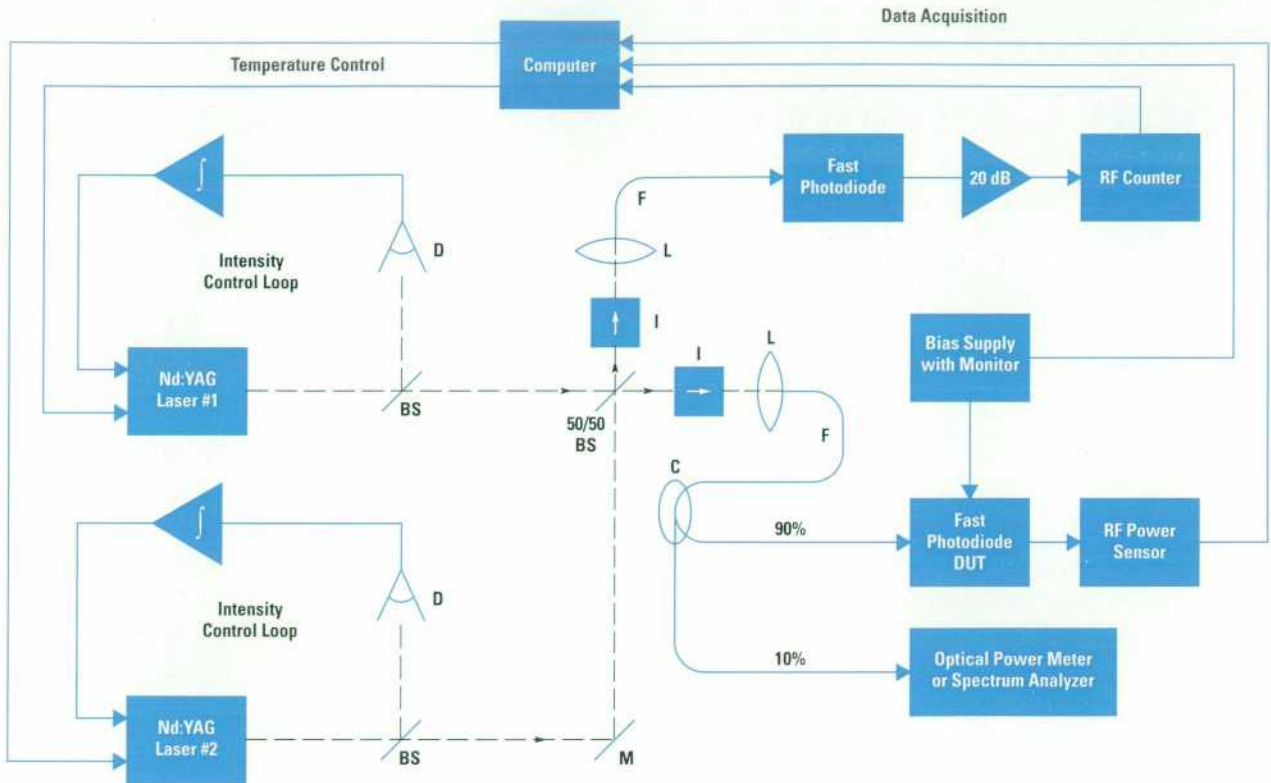 Data Acquisition
Temperature Control
Computer
∫
Intensity
Control Loop
D
F
Fast
Photodiode
20 dB
RF Counter
L
I
Nd:YAG
Laser #1
BS
50/50
BS
I
L
Bias Supply
with Monitor
F
C
90%
Fast
Photodiode
DUT
RF Power
Sensor
∫
Intensity
Control Loop
D
10%
Optical Power Meter
or Spectrum Analyzer
Nd:YAG
Laser #2
BS
M